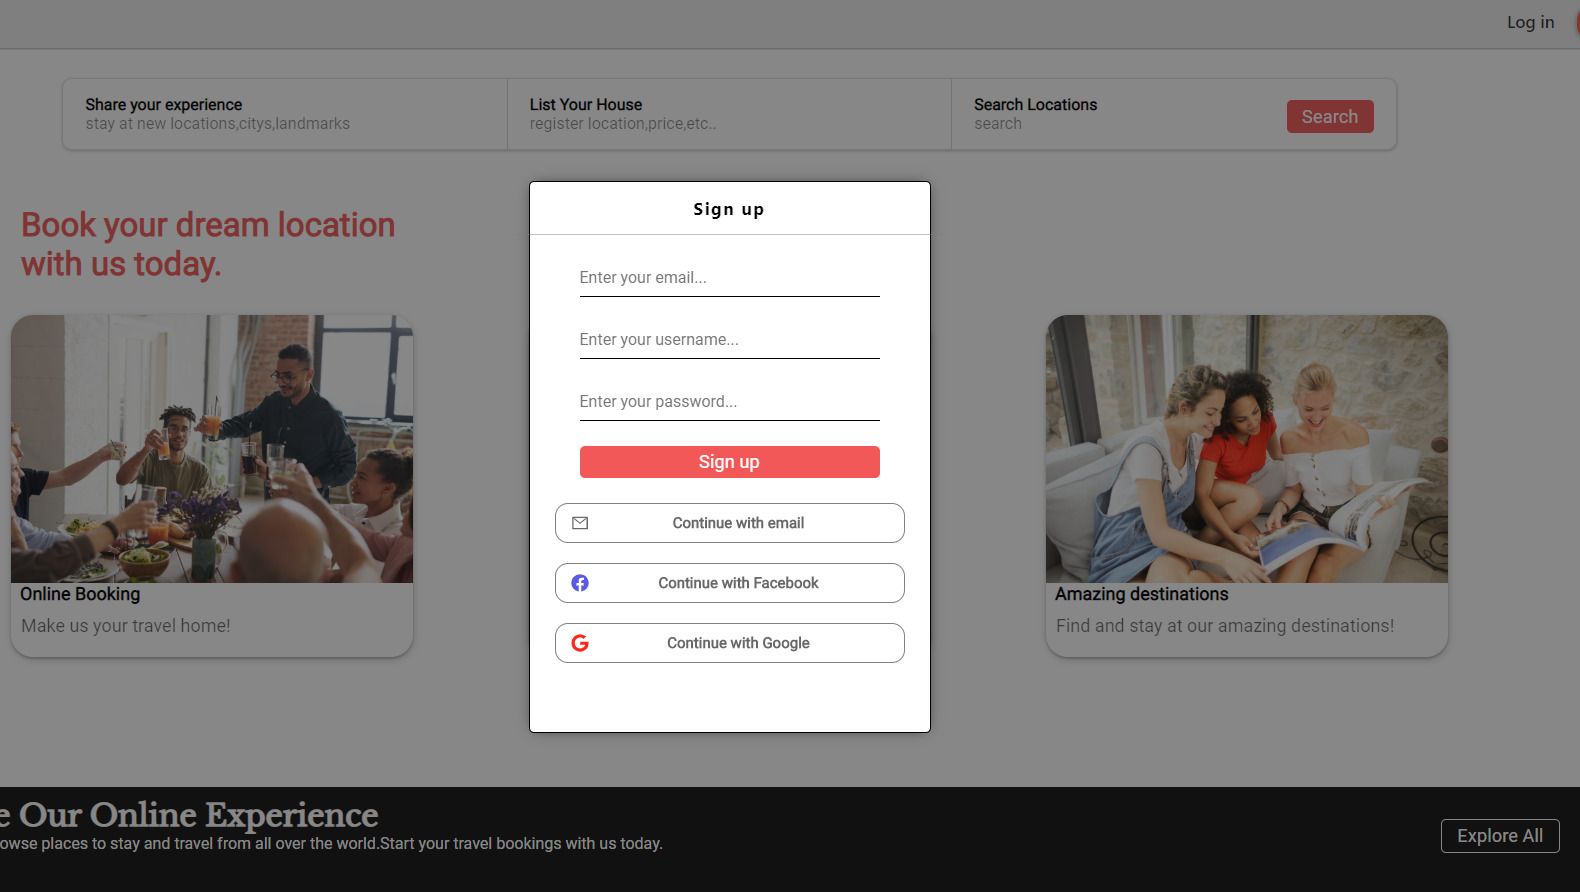 Log in
Share your experience
stay at new locations,citys,landmarks
List Your House
register location,price,etc..
Search Locations
search
Search
Book your dream location
with us today.
Sign up
Enter your email...
Enter your username...
Enter your password...
Sign up
Continue with email
Continue with Facebook
Continue with Google
Online Booking
Make us your travel home!
Amazing destinations
Find and stay at our amazing destinations!
Our Online Experience
places to stay and travel from all over the world.Start your travel bookings with us today.
Explore All